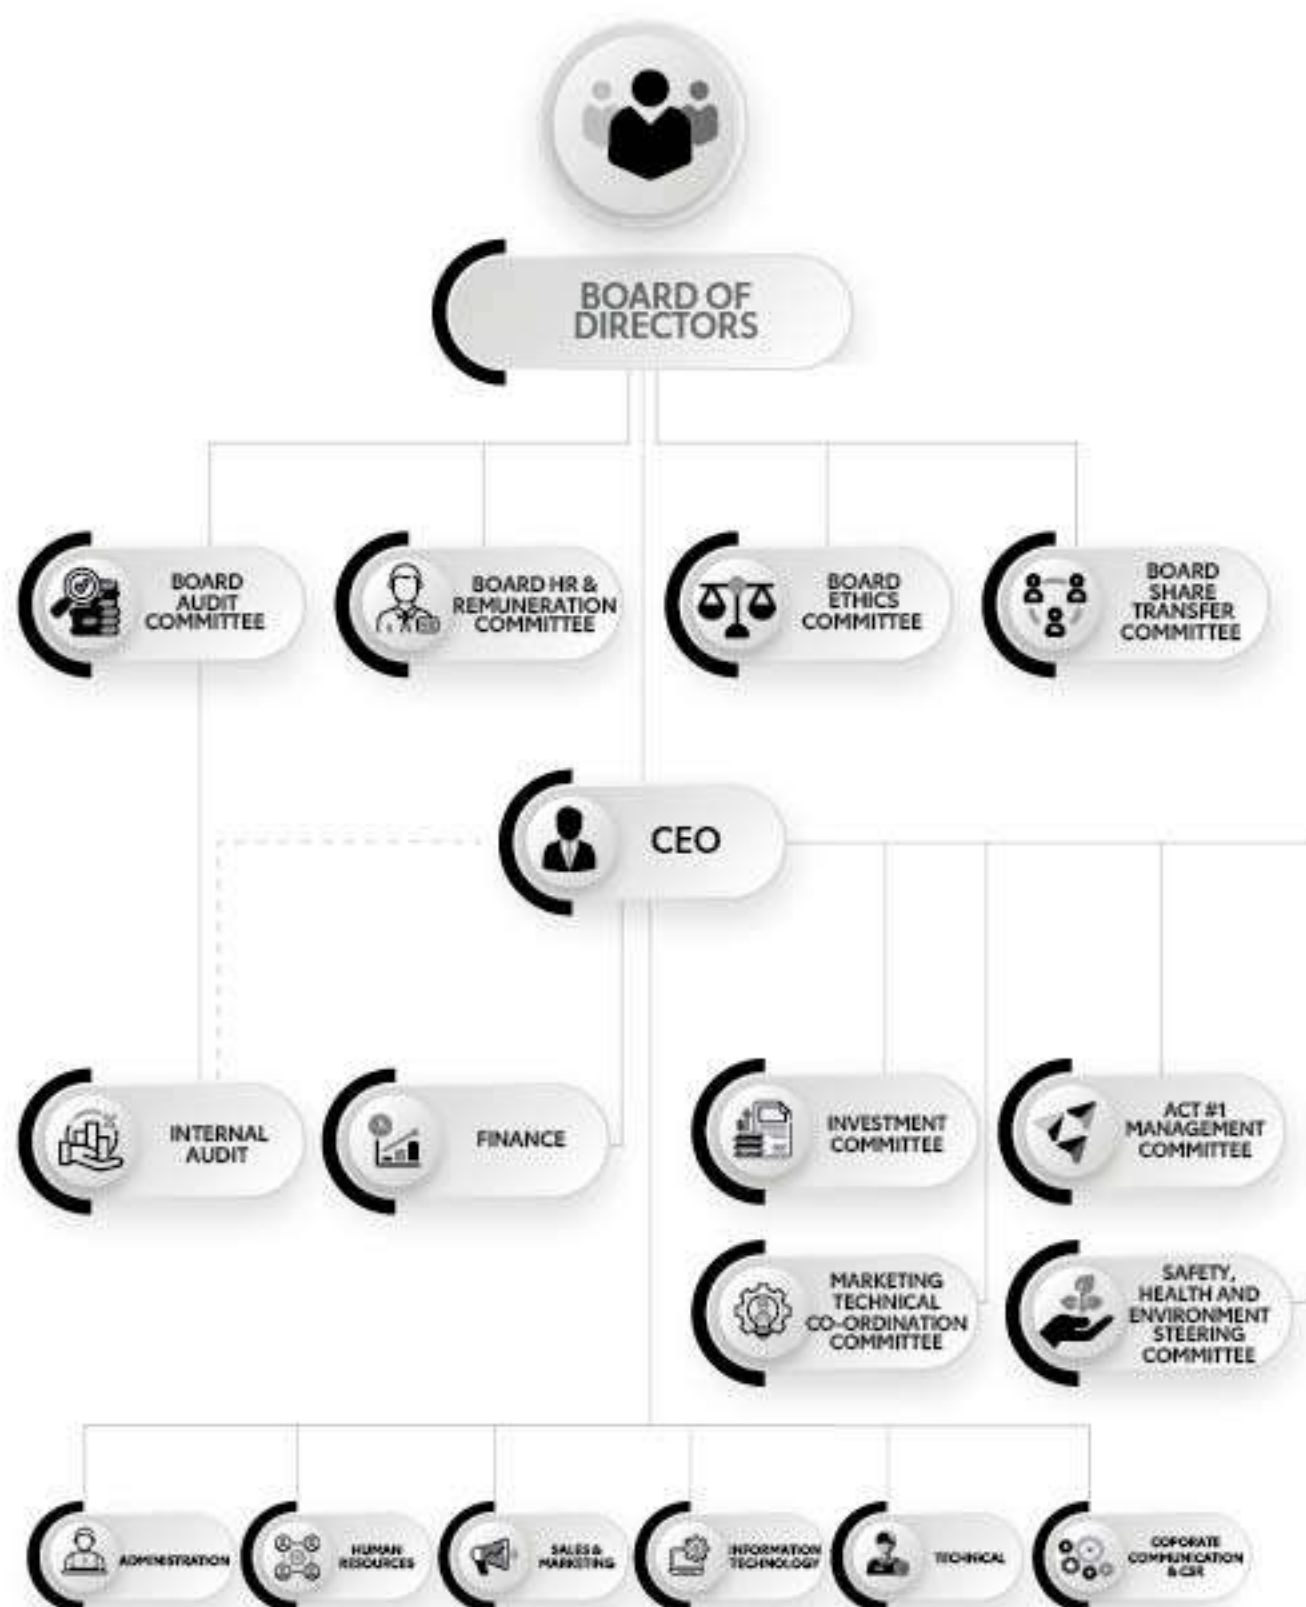 BOARD OF
DIRECTORS
BOARD
AUDIT
COMMITTEE
BOARD HR &
REMUNERATION
COMMITTEE
BOARD
ETHICS
COMMITTEE
BOARD
SHARE
TRANSFER
COMMITTEE
CEO
INTERNAL
AUDIT
FINANCE
INVESTMENT
COMMITTEE
ACT #1
MANAGEMENT
COMMITTEE
MARKETING
TECHNICAL
CO-ORDINATION
COMMITTEE
SAFETY,
HEALTH AND
ENVIRONMENT
STEERING
COMMITTEE
ADMINISTRATION
HUMAN
RESOURCES
SALES &
MARKETING
INFORMATION
TECHNOLOGY
TECHNICAL
COPORATE
COMMUNICATION
& CSR